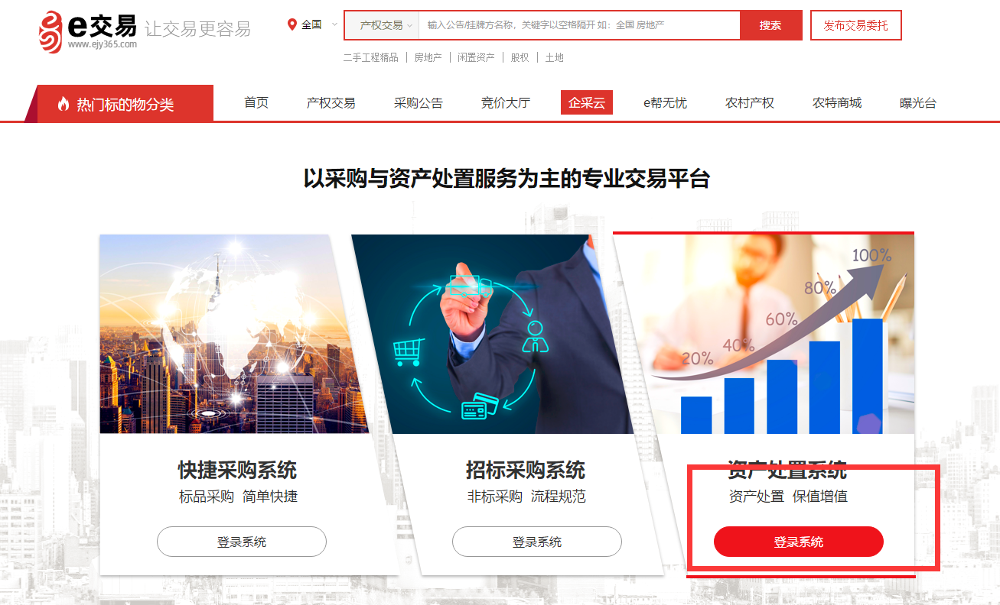 e交易 让交易更容易
www.ejy365.com
全国
产权交易 输入公告/挂牌方名称，关键字以空格隔开 如：全国 房地产 搜索 发布交易委托
二手工程精品 | 房地产 | 闲置资产 | 股权 | 土地
热门标的物分类 首页 产权交易 采购公告 竞价大厅 企采云 e帮无忧 农村产权 农特商城 曝光台
以采购与资产处置服务为主的专业交易平台
20% 40% 60% 80% 100%
快捷采购系统
标品采购 简单快捷
登录系统
招标采购系统
非标采购 流程规范
登录系统
资产处置系统
资产处置 保值增值
登录系统